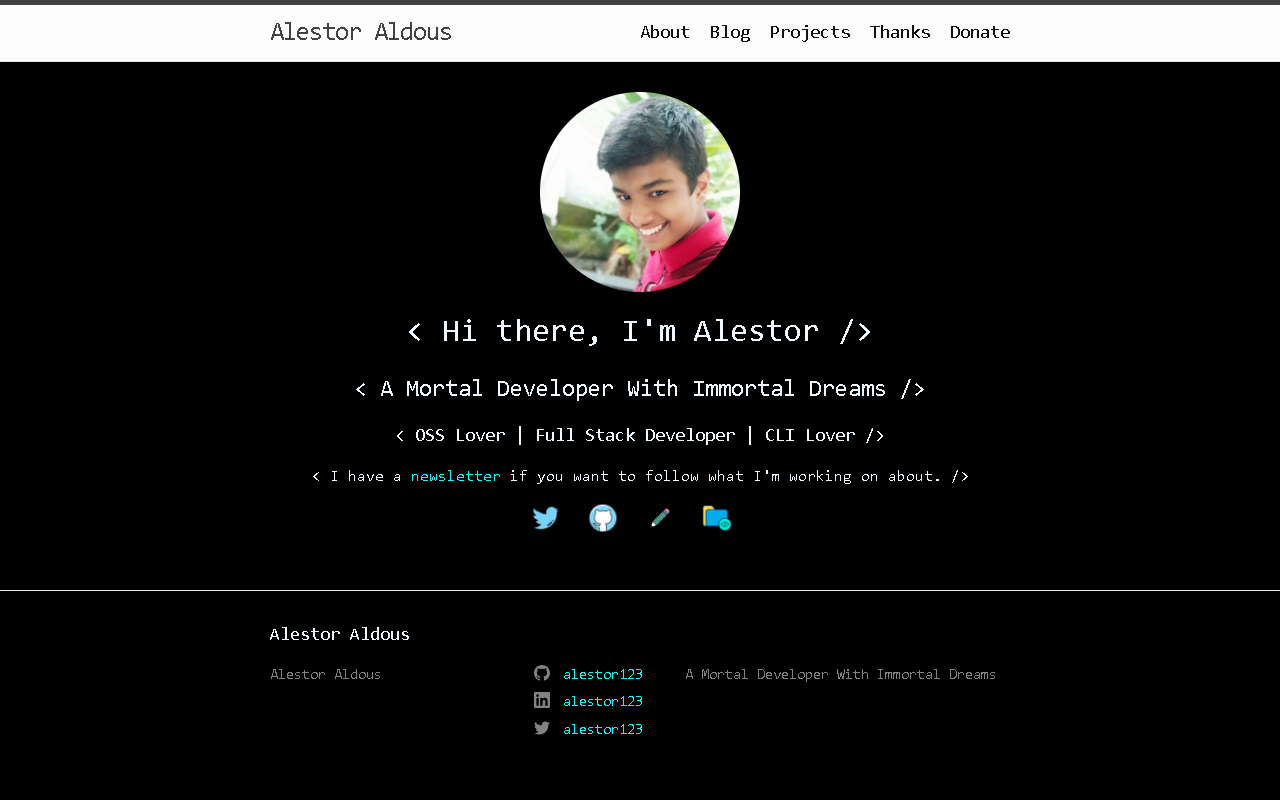 Alestor Aldous
About Blog Projects Thanks Donate
< Hi there, I'm Alestor />
< A Mortal Developer With Immortal Dreams />
< OSS Lover | Full Stack Developer | CLI Lover />
< I have a newsletter if you want to follow what I'm working on about. />
Alestor Aldous
Alestor Aldous
alestor123
alestor123
alestor123
A Mortal Developer With Immortal Dreams